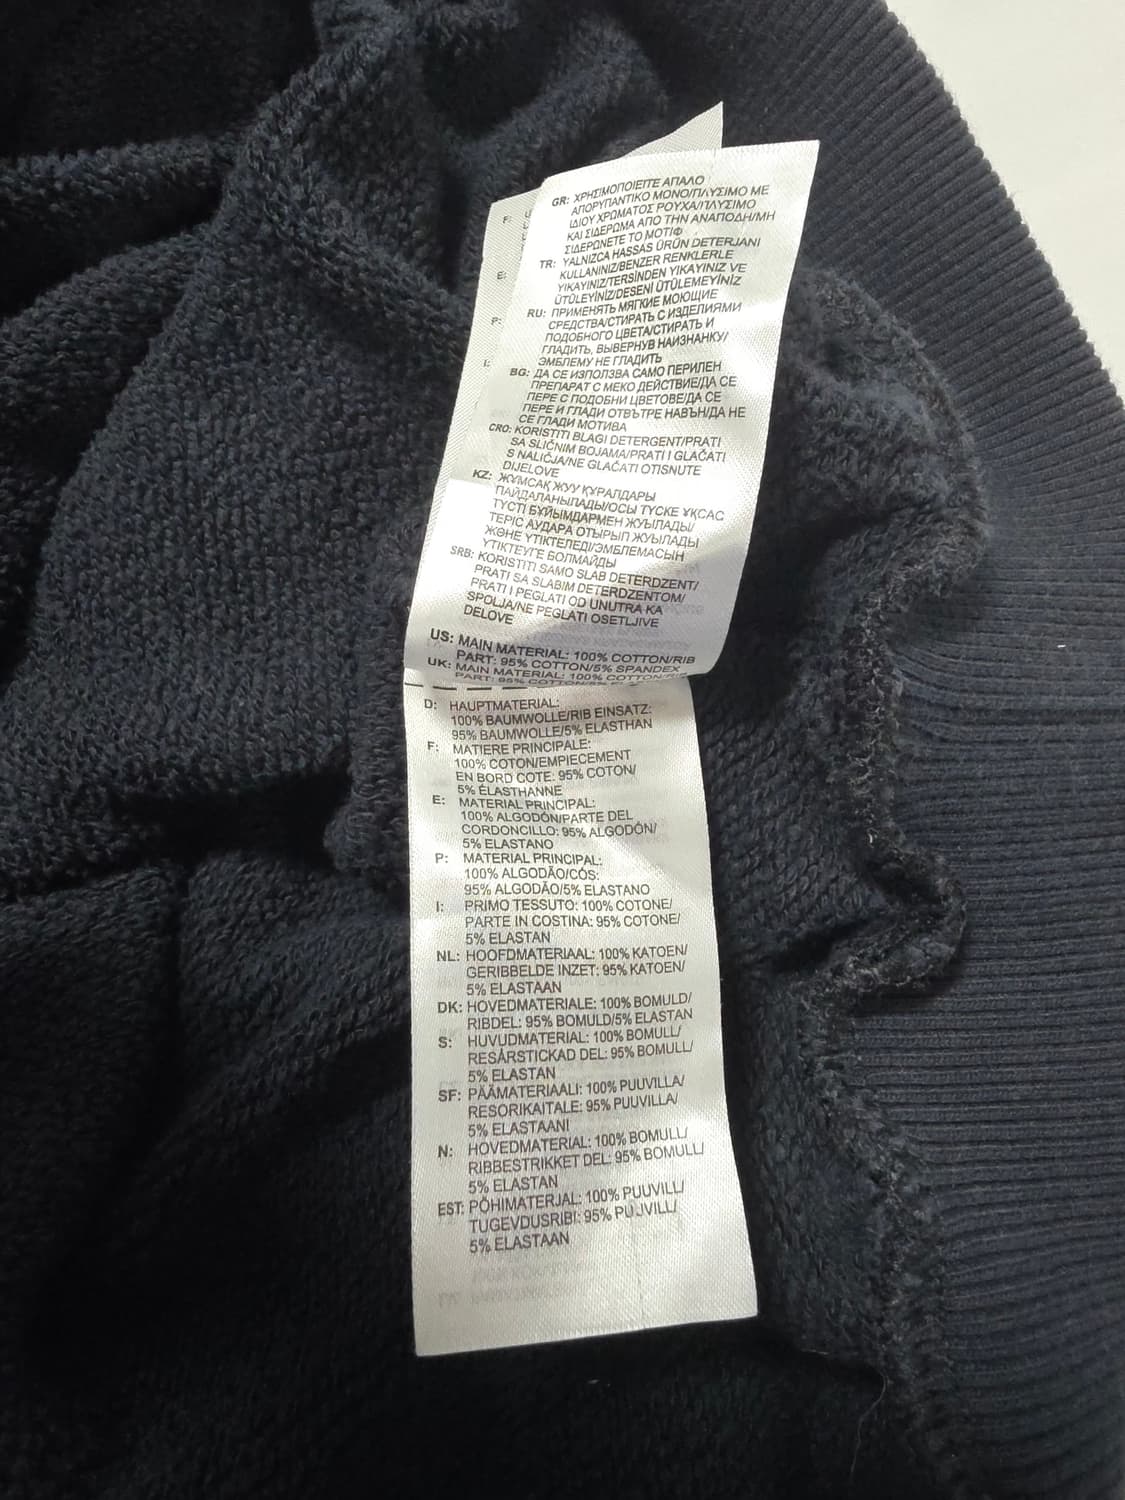 F:
E:
P:
I:
GR: ΧΡΗΣΙΜΟΠΟΙΕΙΤΕ ΑΠΑΛΟ
ΑΠΟΡΥΠΑΝΤΙΚΟ ΜΟΝΟ/ΠΛΥΣΙΜΟ ΜΕ
ΙΔΙΟΥ ΧΡΩΜΑΤΟΣ ΡΟΥΧΑ/ΠΛΥΣΙΜΟ
ΚΑΙ ΣΙΔΕΡΩΜΑ ΑΠΟ ΤΗΝ ΑΝΑΠΟΔΗ/ΜΗ
ΣΙΔΕΡΩΝΕΤΕ ΤΟ ΜΟΤΙΦ
TR: YALNIZCA HASSAS ÜRÜN DETERJANI
KULLANINIZ/BENZER RENKLERLE
YIKAYINIZ/TERSİNDEN YIKAYINIZ VE
ÜTÜLEYİNİZ/DESENİ ÜTÜLEMEYİNİZ
RU: ПРИМЕНЯТЬ МЯГКИЕ МОЮЩИЕ
СРЕДСТВА/СТИРАТЬ С ИЗДЕЛИЯМИ
ПОДОБНОГО ЦВЕТА/СТИРАТЬ И
ГЛАДИТЬ, ВЫВЕРНУВ НАИЗНАНКУ/
ЭМБЛЕМУ НЕ ГЛАДИТЬ
BG: ДА СЕ ИЗПОЛЗВА САМО ПЕРИЛЕН
ПРЕПАРАТ С МЕКО ДЕЙСТВИЕ/ДА СЕ
ПЕРЕ С ПОДОБНИ ЦВЕТОВЕ/ДА СЕ
ПЕРЕ И ГЛАДИ ОТВЪТРЕ НАВЪН/ДА НЕ
СЕ ГЛАДИ МОТИВА
CRO: KORISTITI BLAGI DETERGENT/PRATI
SA SLIČNIM BOJAMA/PRATI I GLAČATI
S NALIČJA/NE GLAČATI OTISNUTE
DIJELOVE
KZ: ЖҰМСАҚ ЖУУ ҚҰРАЛДАРЫ
ПАЙДАЛАНЫЛАДЫ/ОСЫ ТҮСКЕ ҰҚСАС
ТҮСТІ БҰЙЫМДАРМЕН ЖУЫЛАДЫ/
ТЕРІС АУДАРА ОТЫРЫП ЖУЫЛАДЫ
ЖӘНЕ ҮТІКТЕЛЕДІ/ЭМБЛЕМАСЫН
ҮТІКТЕУГЕ БОЛМАЙДЫ
SRB: KORISTITI SAMO SLAB DETERDZENT/
PRATI SA SLABIM DETERDZENTOM/
PRATI I PEGLATI OD UNUTRA KA
SPOLJA/NE PEGLATI OSETLJIVE
DELOVE
US: MAIN MATERIAL: 100% COTTON/RIB
PART: 95% COTTON/5% SPANDEX
UK: MAIN MATERIAL: 100% COTTON/RIB
PART: 95% COTTON/5%
D: HAUPTMATERIAL:
100% BAUMWOLLE/RIB EINSATZ:
95% BAUMWOLLE/5% ELASTHAN
F: MATIERE PRINCIPALE:
100% COTON/EMPIECEMENT
EN BORD COTE: 95% COTON/
5% ÉLASTHANNE
E: MATERIAL PRINCIPAL:
100% ALGODÓN/PARTE DEL
CORDONCILLO: 95% ALGODÓN/
5% ELASTANO
P: MATERIAL PRINCIPAL:
100% ALGODÃO/CÓS:
95% ALGODÃO/5% ELASTANO
I: PRIMO TESSUTO: 100% COTONE/
PARTE IN COSTINA: 95% COTONE/
5% ELASTAN
NL: HOOFDMATERIAAL: 100% KATOEN/
GERIBBELDE INZET: 95% KATOEN/
5% ELASTAAN
DK: HOVEDMATERIALE: 100% BOMULD/
RIBDEL: 95% BOMULD/5% ELASTAN
S: HUVUDMATERIAL: 100% BOMULL/
RESÅRSTICKAD DEL: 95% BOMULL/
5% ELASTAN
SF: PÄÄMATERIAALI: 100% PUUVILLA/
RESORIKAITALE: 95% PUUVILLA/
5% ELASTAANI
N: HOVEDMATERIAL: 100% BOMULL/
RIBBESTRIKKET DEL: 95% BOMULL/
5% ELASTAN
EST: PÕHIMATERJAL: 100% PUUVILL/
TUGEVDUSRIBI: 95% PUUVILL/
5% ELASTAAN